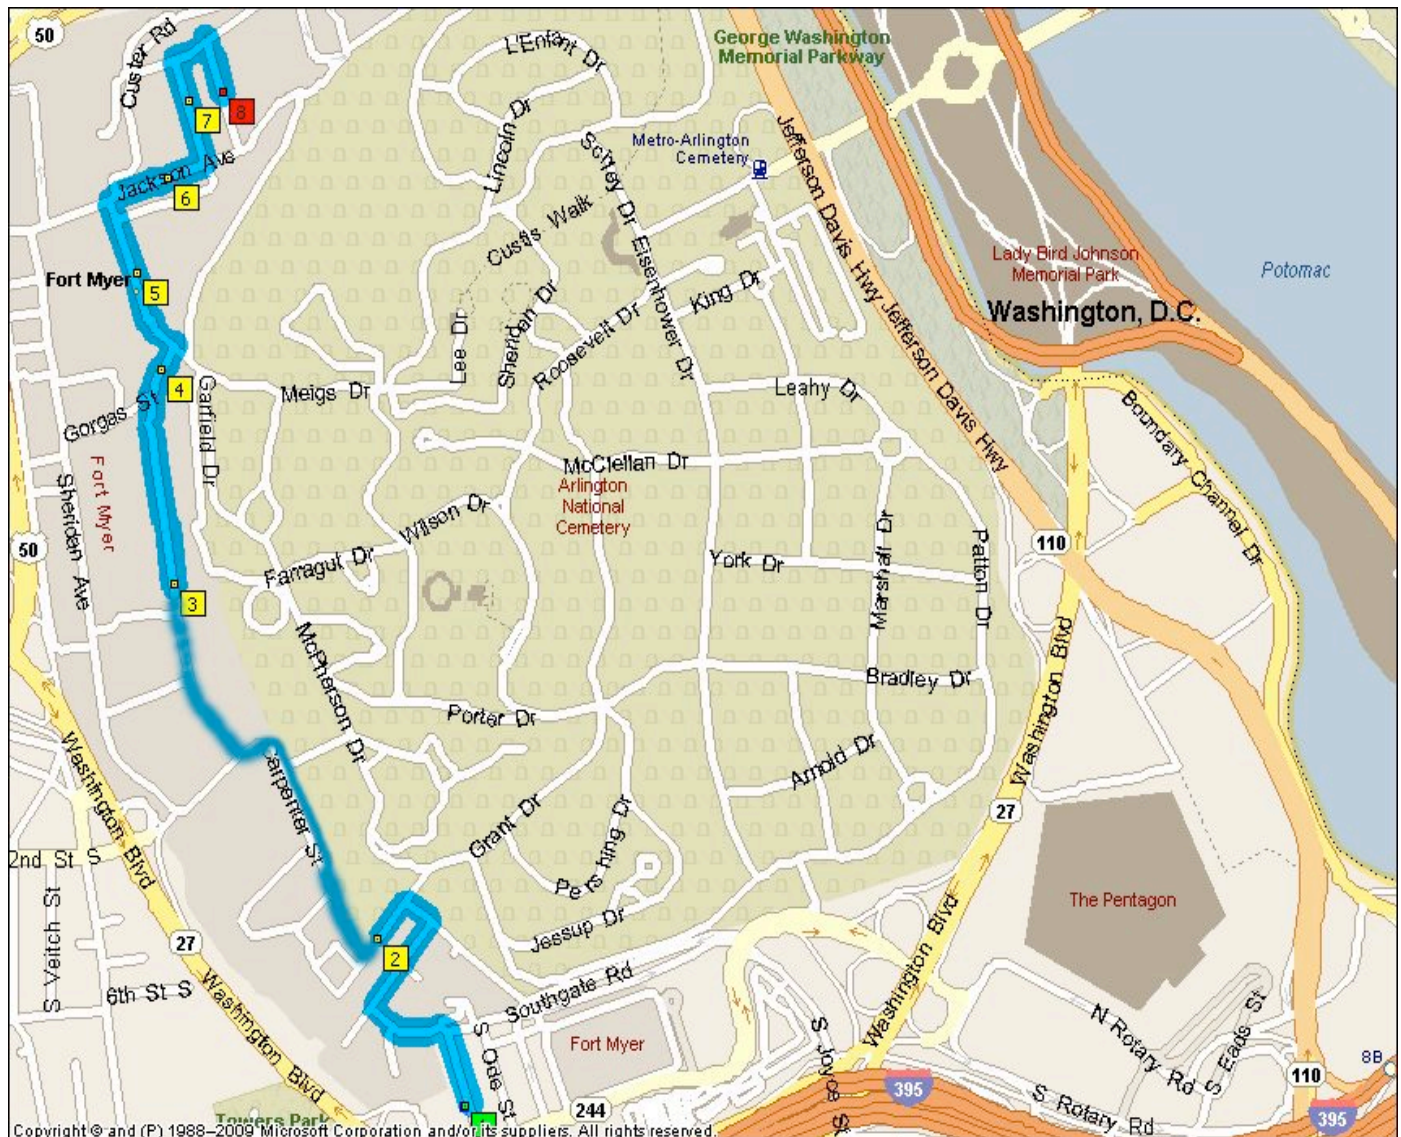 50
Custer Rd
L'Enfant Dr
George Washington
Memorial Parkway
7
8
Lincoln Dr
Metro-Arlington
Cemetery
Jefferson Davis Hwy
Jackson Ave
6
Custis Walk
Eisenhower Dr
Lady Bird Johnson
Memorial Park
Potomac
Fort Myer
5
King Dr
Jefferson Davis Hwy
Washington, D.C.
Lee Dr
Sheridan Dr
Roosevelt Dr
4
Gorgas St
Garfield Dr
Meigs Dr
Leahy Dr
Boundary Channel Dr
Fort Myer
Sheridan Ave
McClellan Dr
Arlington
National
Cemetery
Wilson Dr
Marshall Dr
Patton Dr
50
110
Farragut Dr
York Dr
3
McPherson Dr
Washington Blvd
Bradley Dr
Porter Dr
Washington Blvd
Arnold Dr
Carpenter St
Grant Dr
Pershing Dr
27
2nd St S
The Pentagon
S Veitch St
Jessup Dr
Washington Blvd
27
2
6th St S
Washington Blvd
Southgate Rd
S Ode St
Fort Myer
S Joyce St
N Rotary Rd
S Eads St
8B
395
110
244
S Rotary Rd
395
Towers Park
Copyright © and (P) 1988–2009 Microsoft Corporation and/or its suppliers. All rights reserved.